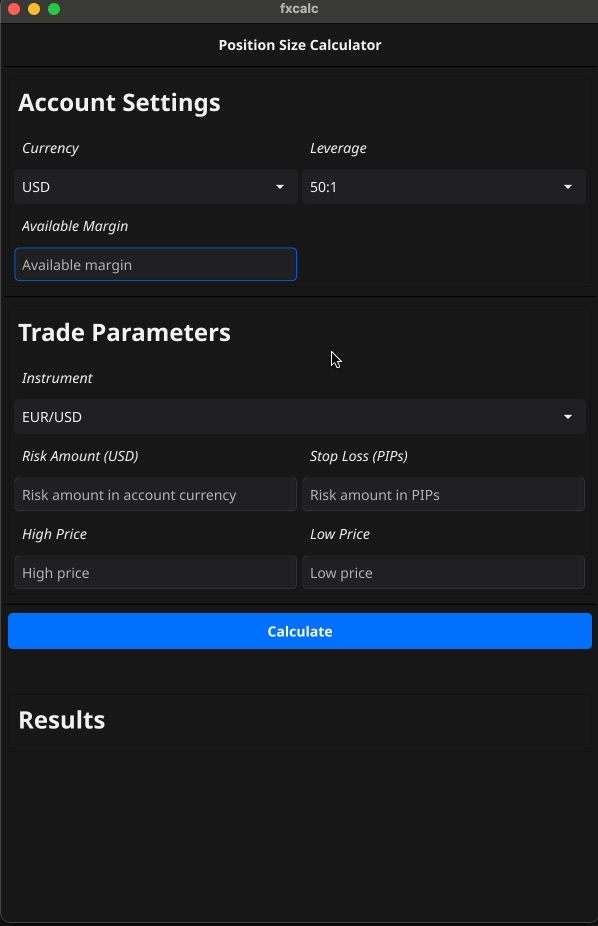 fxcalc
Position Size Calculator
Account Settings
Currency Leverage
USD 50:1
Available Margin
Available margin
Trade Parameters
Instrument
EUR/USD
Risk Amount (USD) Stop Loss (PIPs)
Risk amount in account currency Risk amount in PIPs
High Price Low Price
High price Low price
Calculate
Results